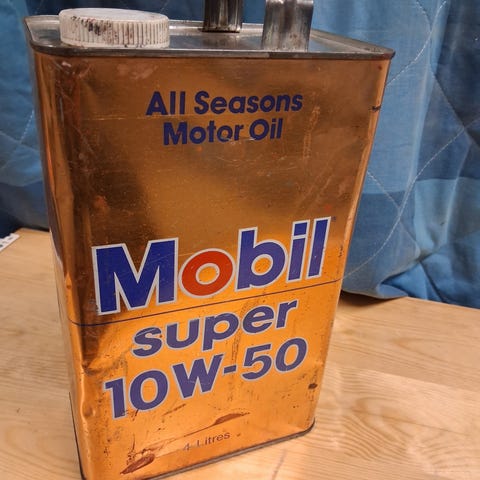 All Seasons
Motor Oil
Mobil
super
10W-50
4 Litres